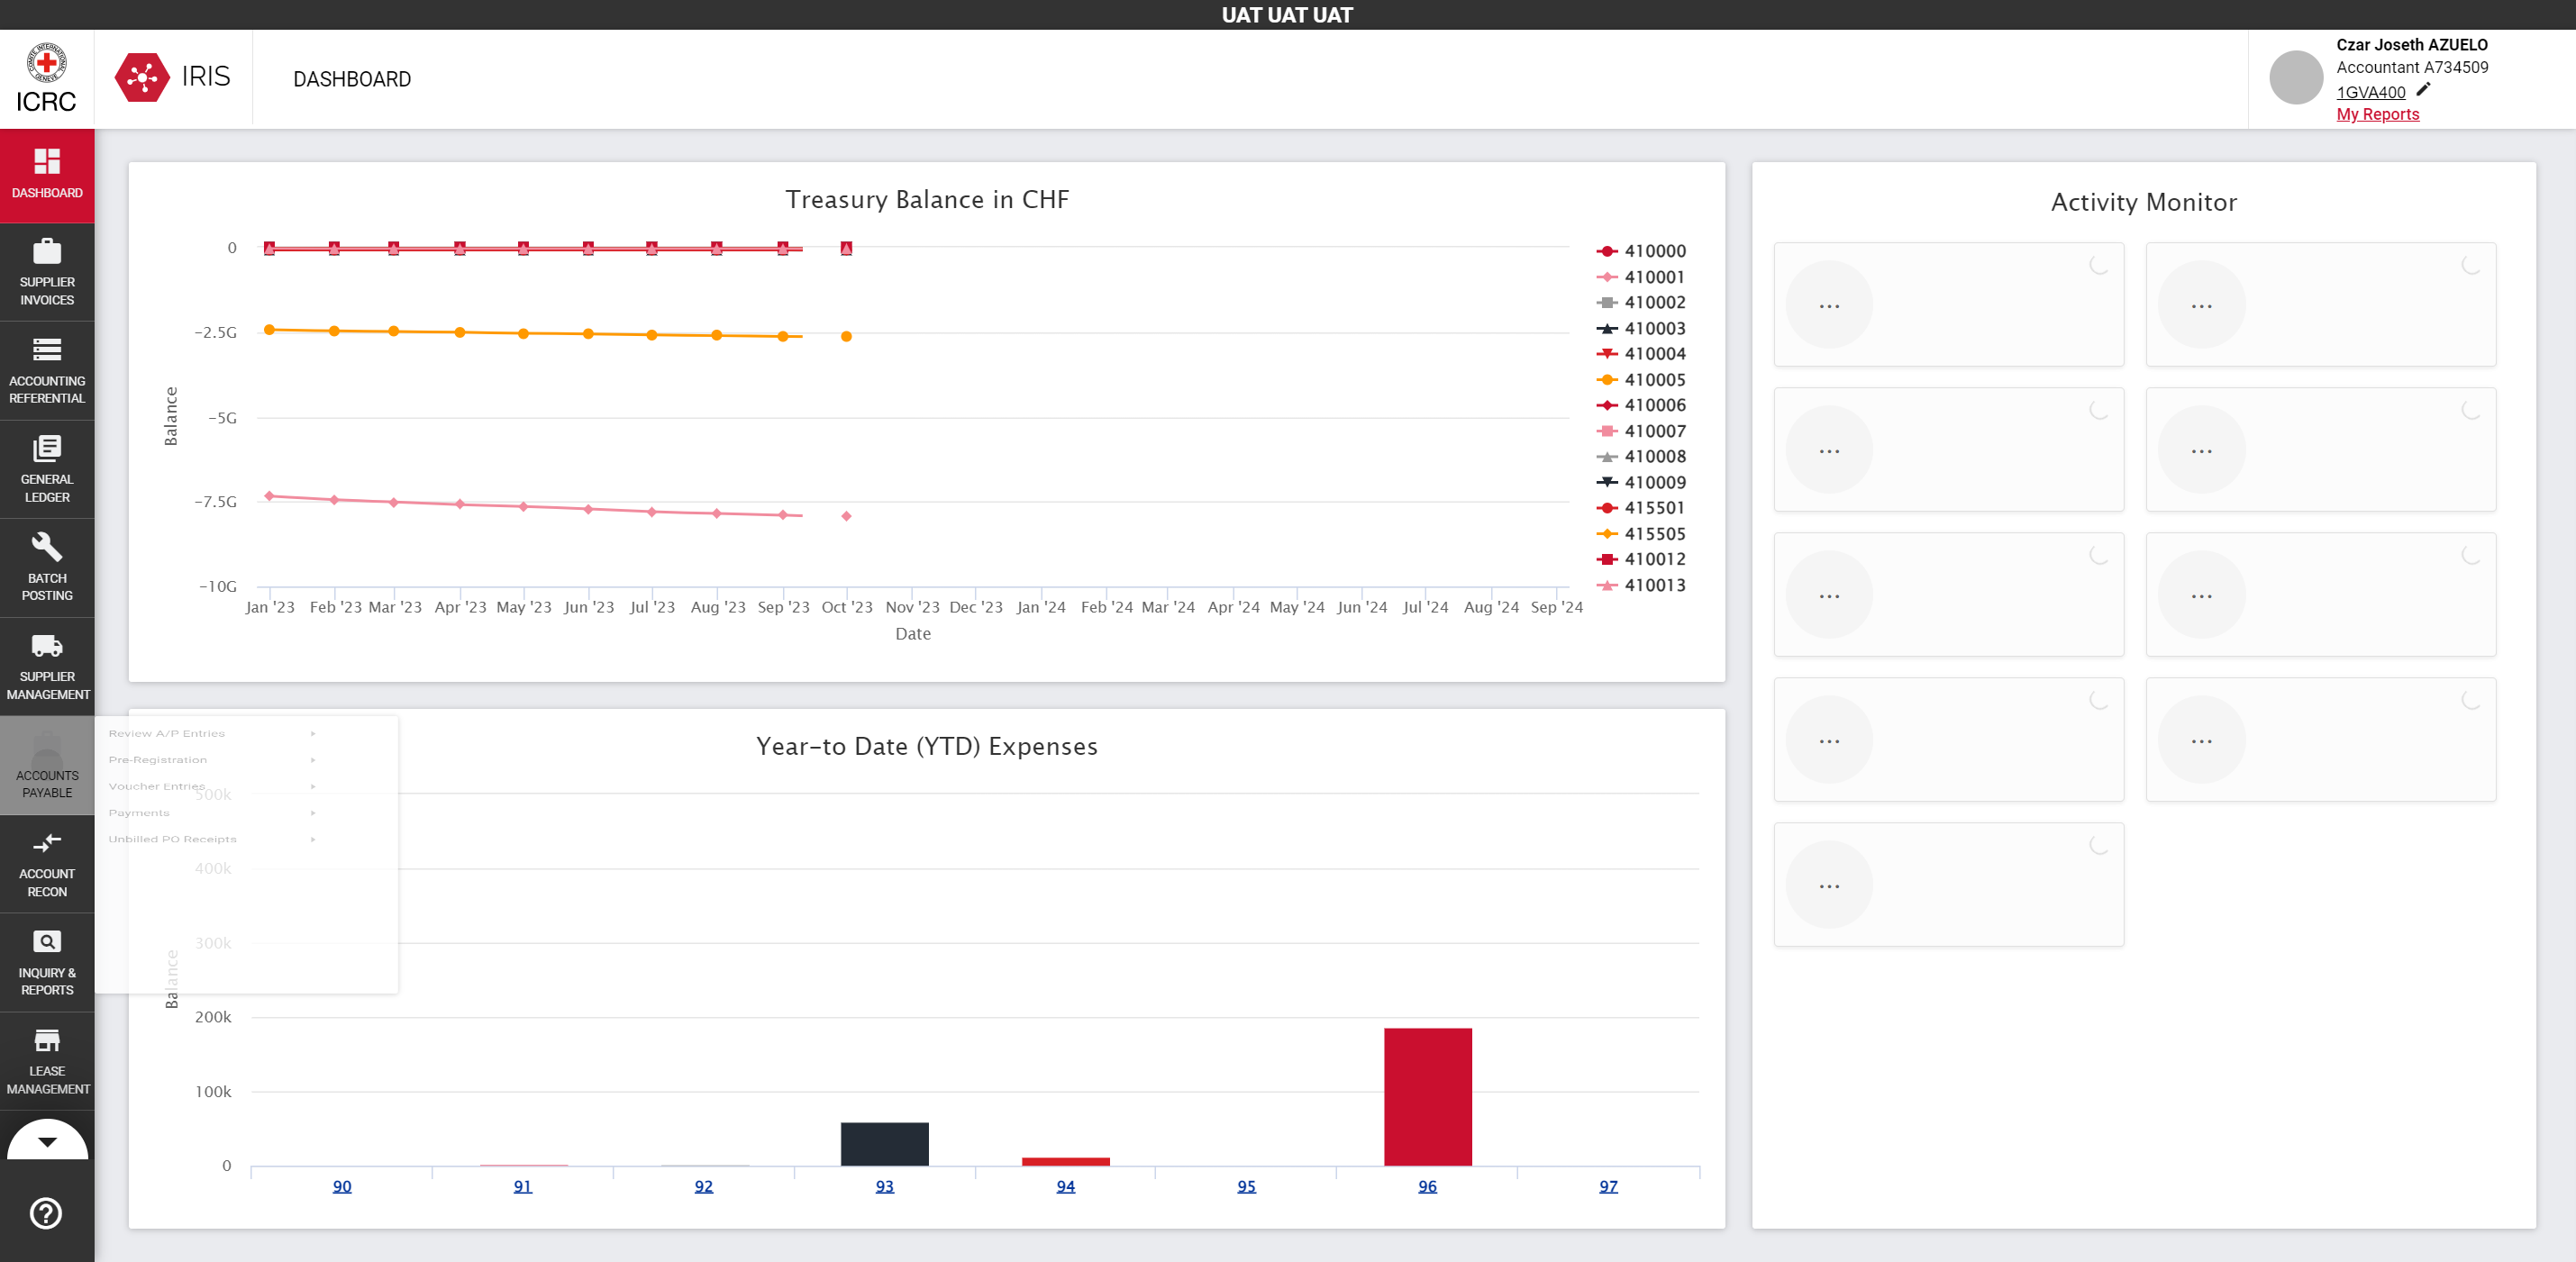 UAT UAT UAT
COMITE INTERNATIONAL GENEVE
ICRC
IRIS
DASHBOARD
Czar Joseth AZUELO
Accountant A734509
1GVA400
My Reports
DASHBOARD
SUPPLIER
INVOICES
ACCOUNTING
REFERENTIAL
GENERAL
LEDGER
BATCH
POSTING
SUPPLIER
MANAGEMENT
ACCOUNTS
PAYABLE
ACCOUNT
RECON
INQUIRY &
REPORTS
LEASE
MANAGEMENT
Review A/P Entries
Pre-Registration
Voucher Entries
Payments
Unbilled PO Receipts
Treasury Balance in CHF
0
-2.5G
-5G
-7.5G
-10G
Balance
Jan '23 Feb '23 Mar '23 Apr '23 May '23 Jun '23 Jul '23 Aug '23 Sep '23 Oct '23 Nov '23 Dec '23 Jan '24 Feb '24 Mar '24 Apr '24 May '24 Jun '24 Jul '24 Aug '24 Sep '24
Date
410000
410001
410002
410003
410004
410005
410006
410007
410008
410009
415501
415505
410012
410013
Year-to Date (YTD) Expenses
500k
400k
300k
200k
100k
0
Balance
90 91 92 93 94 95 96 97
Activity Monitor
... ...
... ...
... ...
... ...
...